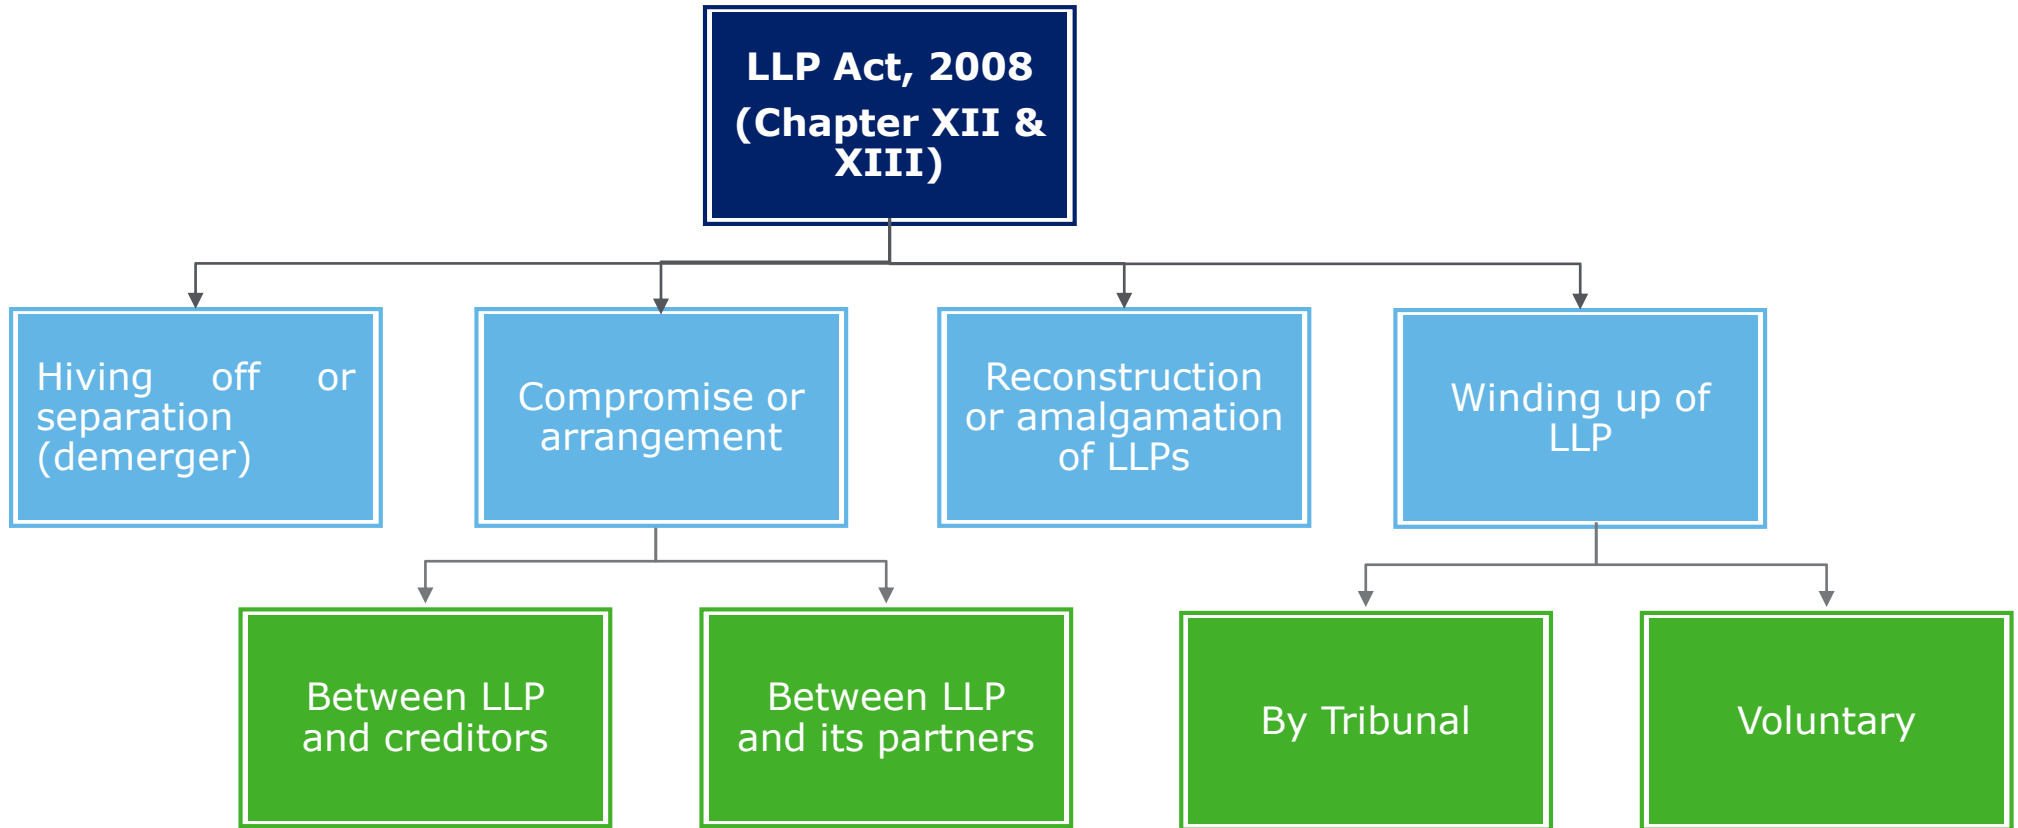 LLP Act, 2008
(Chapter XII &
XIII)
Hiving off or
separation
(demerger)
Compromise or
arrangement
Reconstruction
or amalgamation
of LLPs
Winding up of
LLP
Between LLP
and creditors
Between LLP
and its partners
By Tribunal
Voluntary